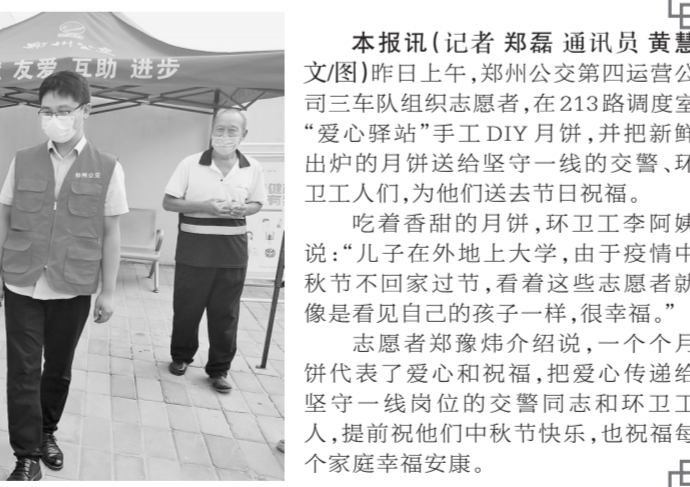 郑州公交
友爱 互助 进步
郑州公交
本报讯(记者 郑磊 通讯员 黄慧
文/图)昨日上午,郑州公交第四运营公
司三车队组织志愿者,在213路调度室
“爱心驿站”手工DIY月饼,并把新鲜
出炉的月饼送给坚守一线的交警、环
卫工人们,为他们送去节日祝福。
吃着香甜的月饼,环卫工李阿姨
说:“儿子在外地上大学,由于疫情中
秋节不回家过节,看着这些志愿者就
像是看见自己的孩子一样,很幸福。”
志愿者郑豫炜介绍说,一个个月
饼代表了爱心和祝福,把爱心传递给
坚守一线岗位的交警同志和环卫工
人,提前祝他们中秋节快乐,也祝福每
个家庭幸福安康。